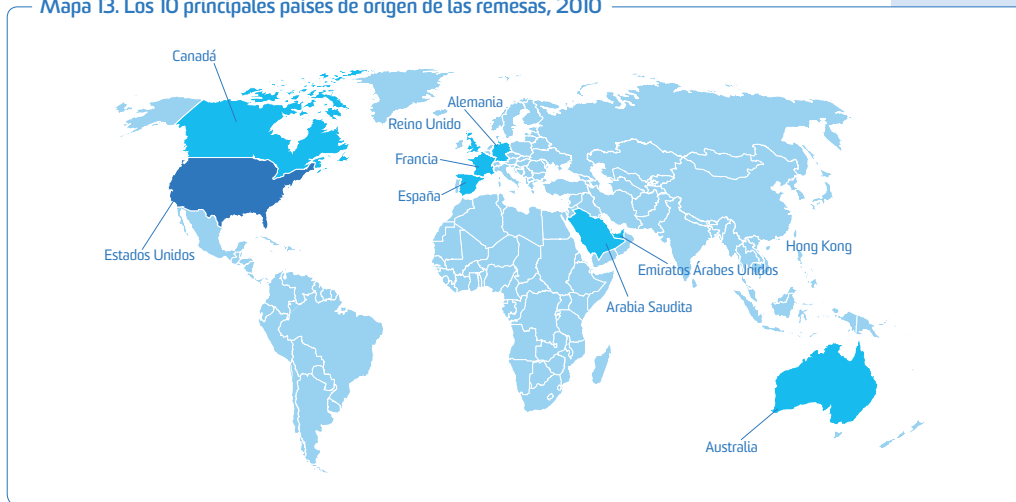 Mapa 13. Los 10 principales países de origen de las remesas, 2010
Canadá
Alemania
Reino Unido
Francia
España
Estados Unidos
Hong Kong
Emiratos Árabes Unidos
Arabia Saudita
Australia